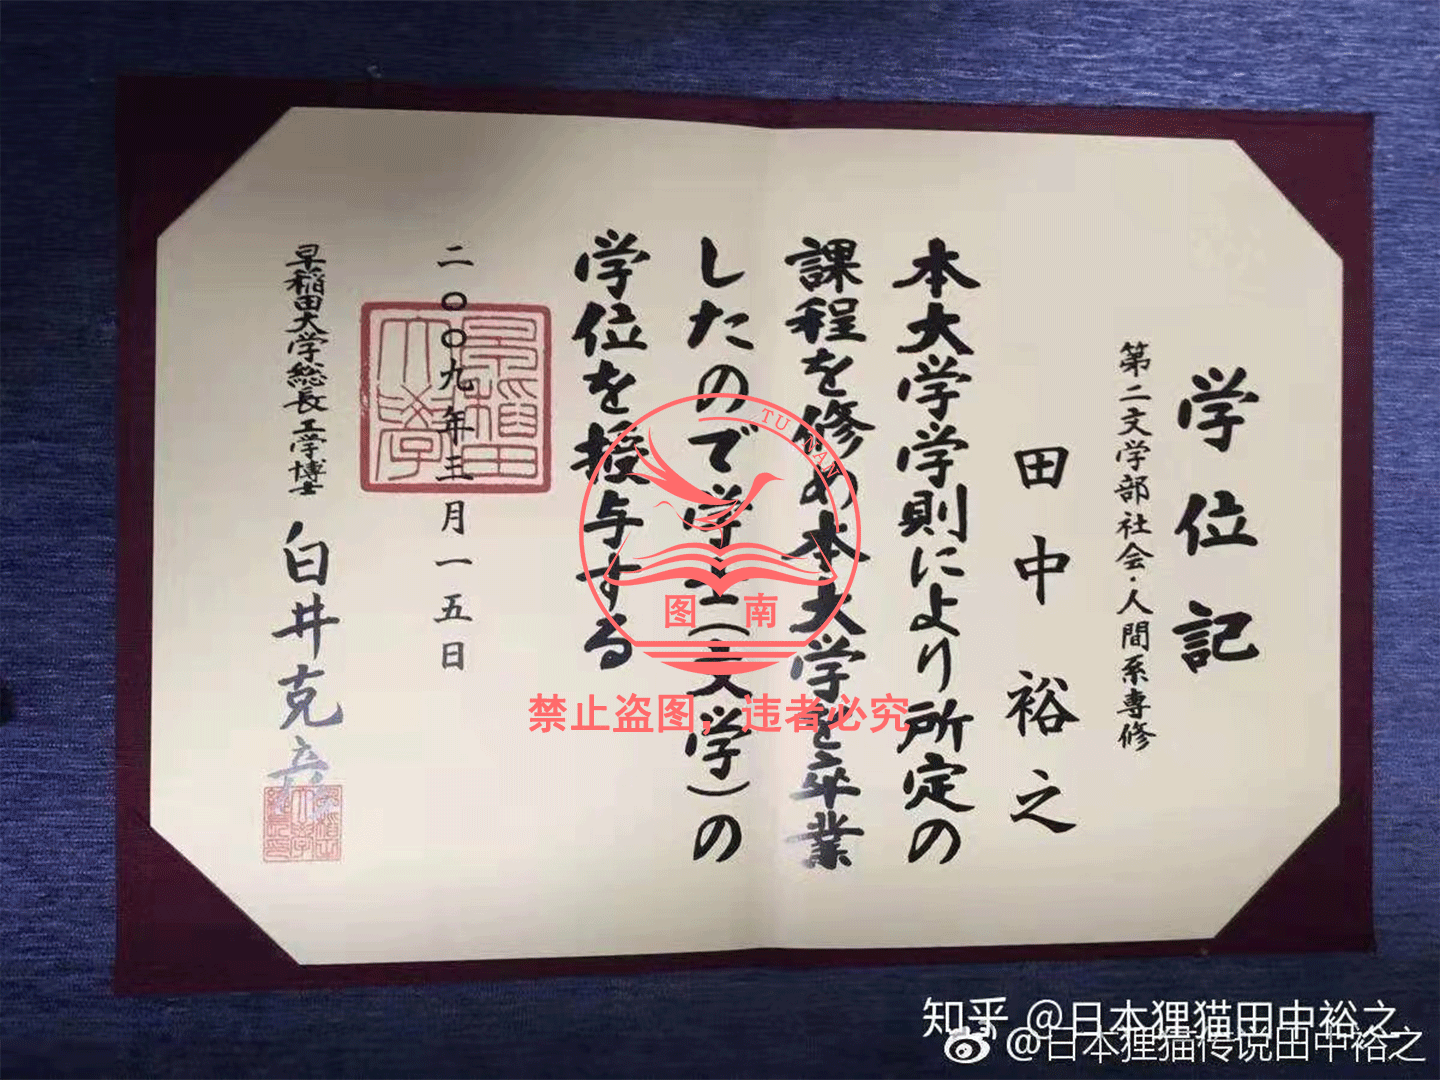 学位記
第二文学部社会・人間系専修
田中裕之
本大学学則により所定の
課程を修め本大学を卒業
したので学士(文学)の
学位を授与する
二〇〇九年三月一五日
早稲田大学総長 工学博士 白井克彦
早稲田
大學
TU NAN
图南
禁止盗图，违者必究
知乎 @日本狸猫田中裕之
@日本狸猫传说田中裕之